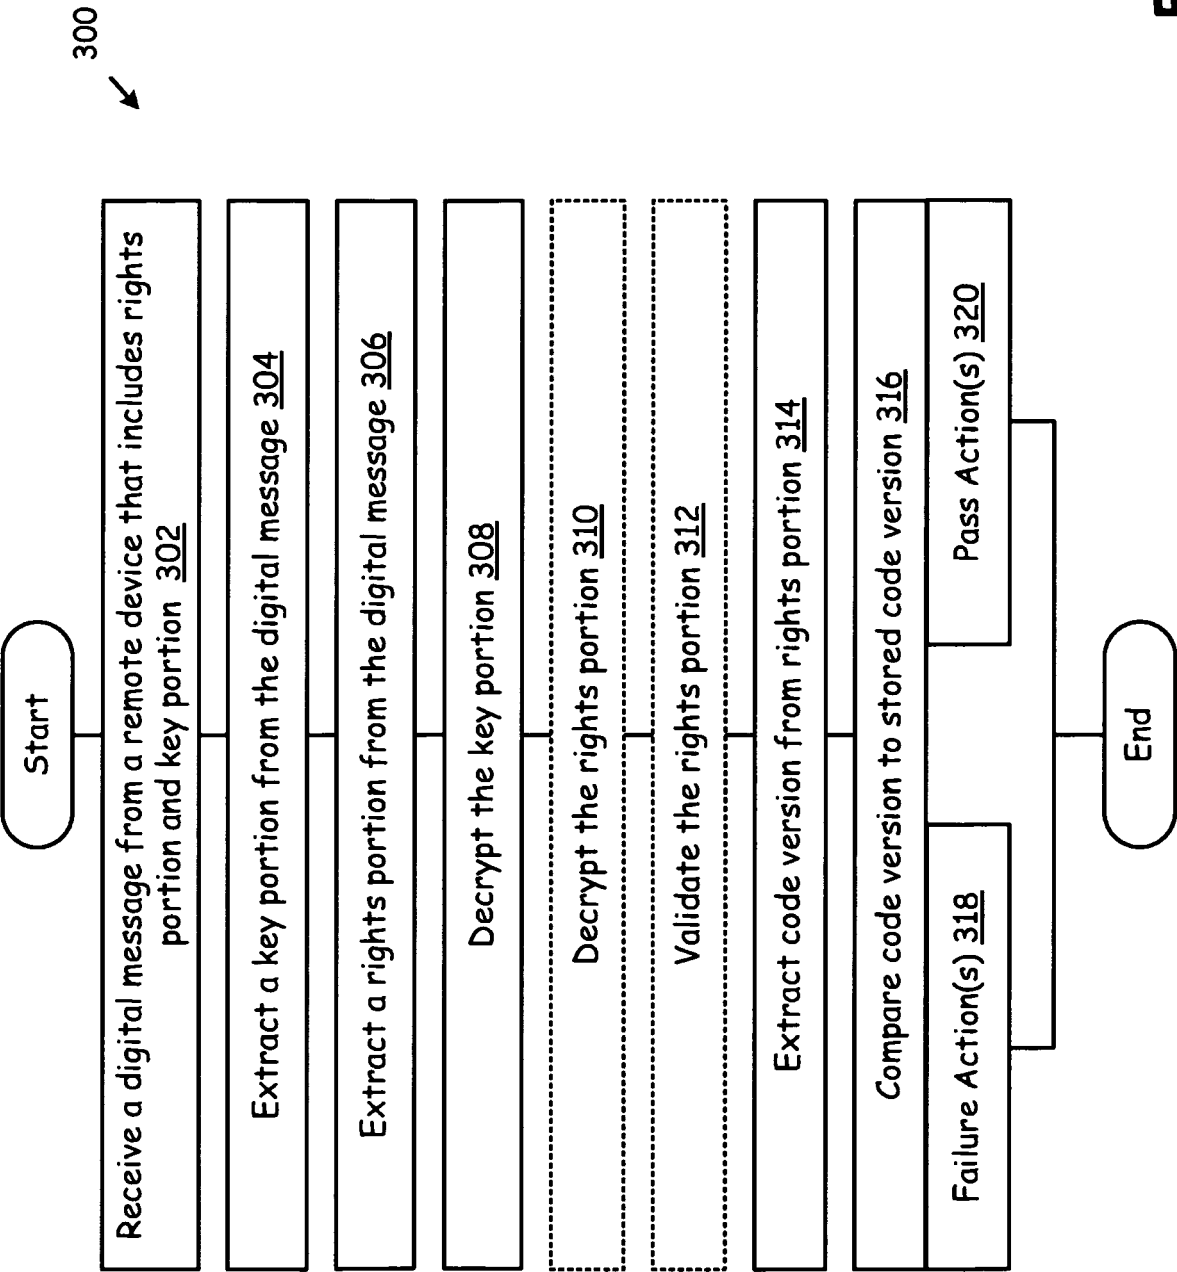 300
Start
Receive a digital message from a remote device that includes rights
portion and key portion 302
Extract a key portion from the digital message 304
Extract a rights portion from the digital message 306
Decrypt the key portion 308
Decrypt the rights portion 310
Validate the rights portion 312
Extract code version from rights portion 314
Compare code version to stored code version 316
Failure Action(s) 318
Pass Action(s) 320
End